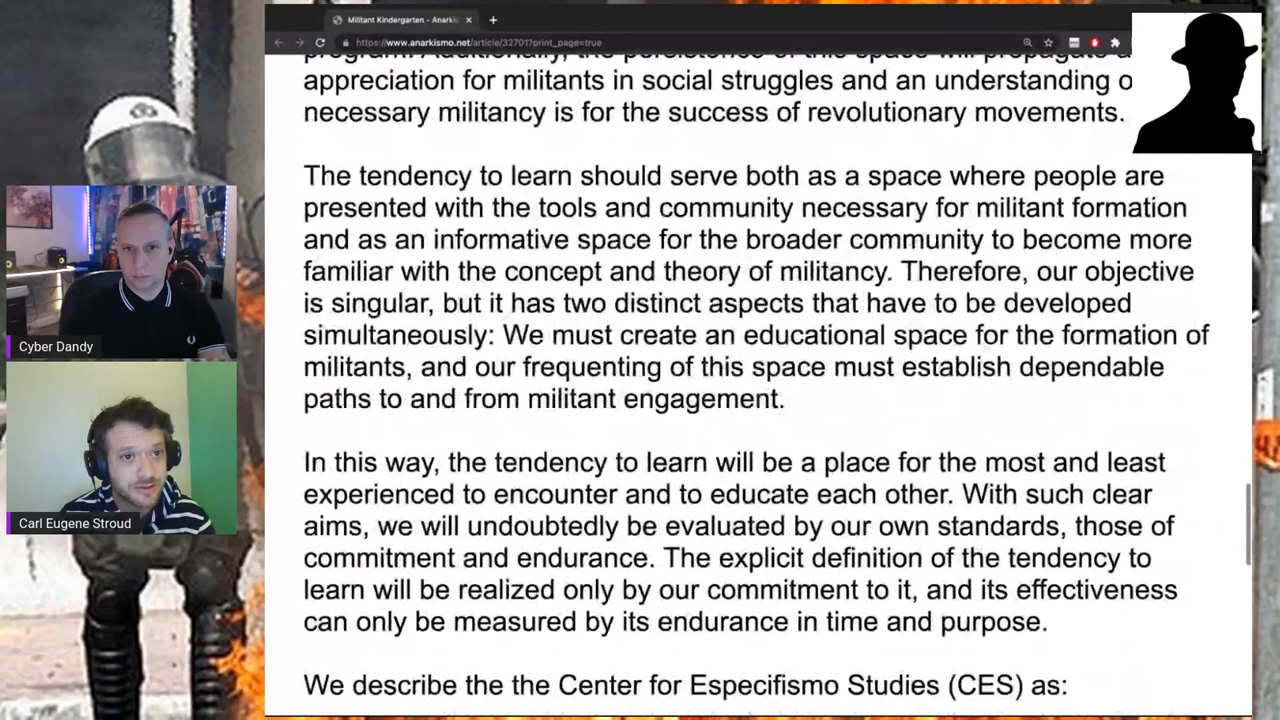 Militant Kindergarten - Anarkis
https://www.anarkismo.net/article/32701?print_page=true
appreciation for militants in social struggles and an understanding o
necessary militancy is for the success of revolutionary movements.
The tendency to learn should serve both as a space where people are
presented with the tools and community necessary for militant formation
and as an informative space for the broader community to become more
familiar with the concept and theory of militancy. Therefore, our objective
is singular, but it has two distinct aspects that have to be developed
simultaneously: We must create an educational space for the formation of
militants, and our frequenting of this space must establish dependable
paths to and from militant engagement.
In this way, the tendency to learn will be a place for the most and least
experienced to encounter and to educate each other. With such clear
aims, we will undoubtedly be evaluated by our own standards, those of
commitment and endurance. The explicit definition of the tendency to
learn will be realized only by our commitment to it, and its effectiveness
can only be measured by its endurance in time and purpose.
We describe the the Center for Especifismo Studies (CES) as:
Cyber Dandy
Carl Eugene Stroud